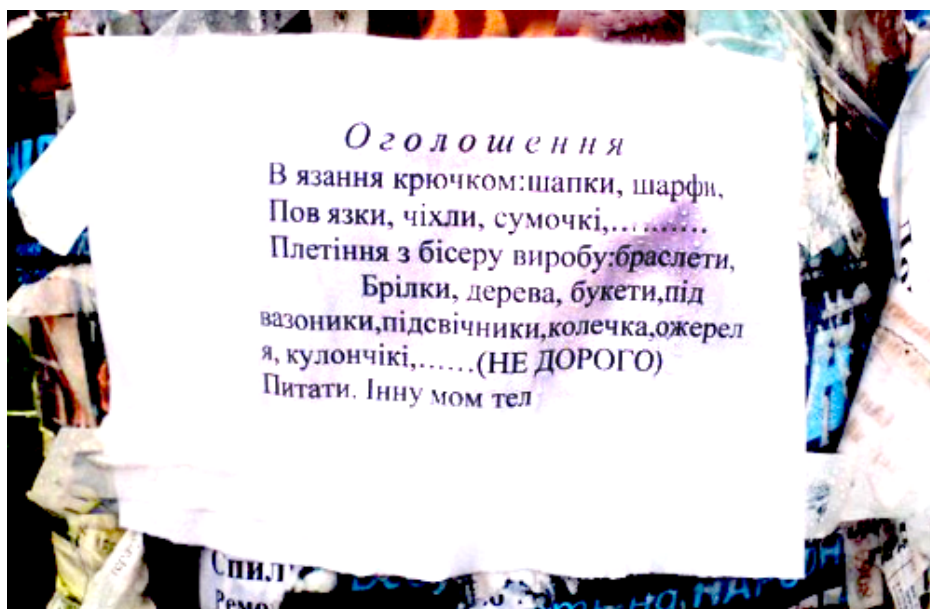 Оголошення
В язання крючком:шапки, шарфи,
Пов язки, чіхли, сумочкі,..........
Плетіння з бісеру виробу:браслети,
Брілки, дерева, букети,під
вазоники,підсвічники,колечка,ожерел
я, кулончікі,......(НЕ ДОРОГО)
Питати. Інну мом тел